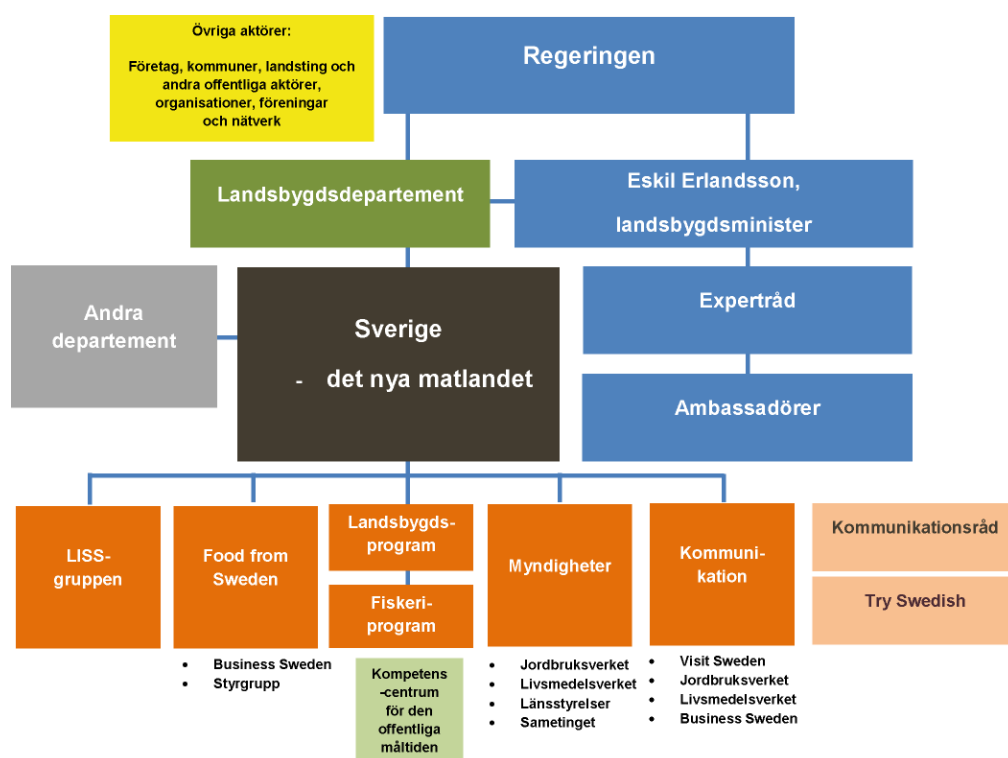 Övriga aktörer:
Företag, kommuner, landsting och
andra offentliga aktörer,
organisationer, föreningar
och nätverk
Regeringen
Landsbygdsdepartement
Eskil Erlandsson,
landsbygdsminister
Andra
departement
Sverige
- det nya matlandet
Expertråd
Ambassadörer
LISS-
gruppen
Food from
Sweden
• Business Sweden
• Styrgrupp
Landsbygds-
program
Fiskeri-
program
Kompetens
-centrum
för den
offentliga
måltiden
Myndigheter
• Jordbruksverket
• Livsmedelsverket
• Länsstyrelser
• Sametinget
Kommuni-
kation
• Visit Sweden
• Jordbruksverket
• Livsmedelsverket
• Business Sweden
Kommunikationsråd
Try Swedish